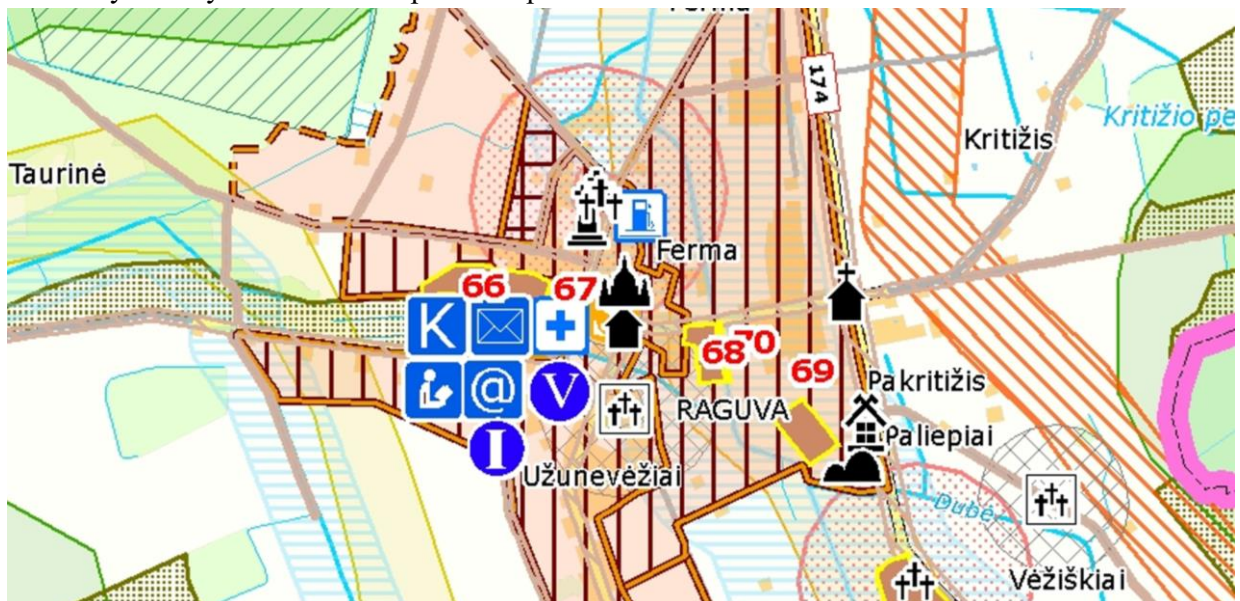 Ferma
174
Kritižis
Kritižio pe
Taurinė
Ferma
66
67
K
@
V
I
68
70
69
RAGUVA
Pakritižis
Paliepiai
Užunevėžiai
Dubė
Vėžiškiai